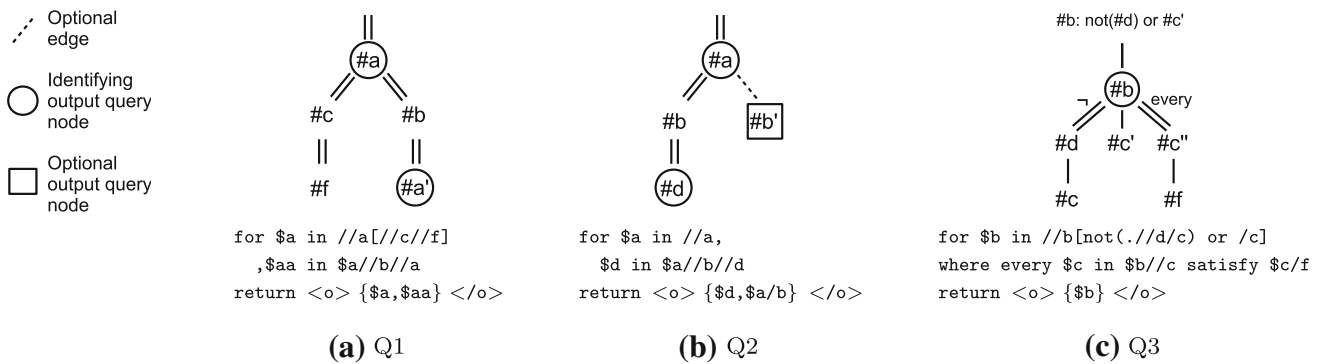 Optional
edge
Identifying
output query
node
Optional
output query
node
#a
#c #b
#f #a'
for $a in //a[//c//f]
,$aa in $a//b//a
return <o> {$a,$aa} </o>
(a) Q1
#a
#b #b'
#d
for $a in //a,
$d in $a//b//d
return <o> {$d,$a/b} </o>
(b) Q2
#b: not(#d) or #c'
#b
¬ every
#d #c' #c''
#c #f
for $b in //b[not(.//d/c) or /c]
where every $c in $b//c satisfy $c/f
return <o> {$b} </o>
(c) Q3